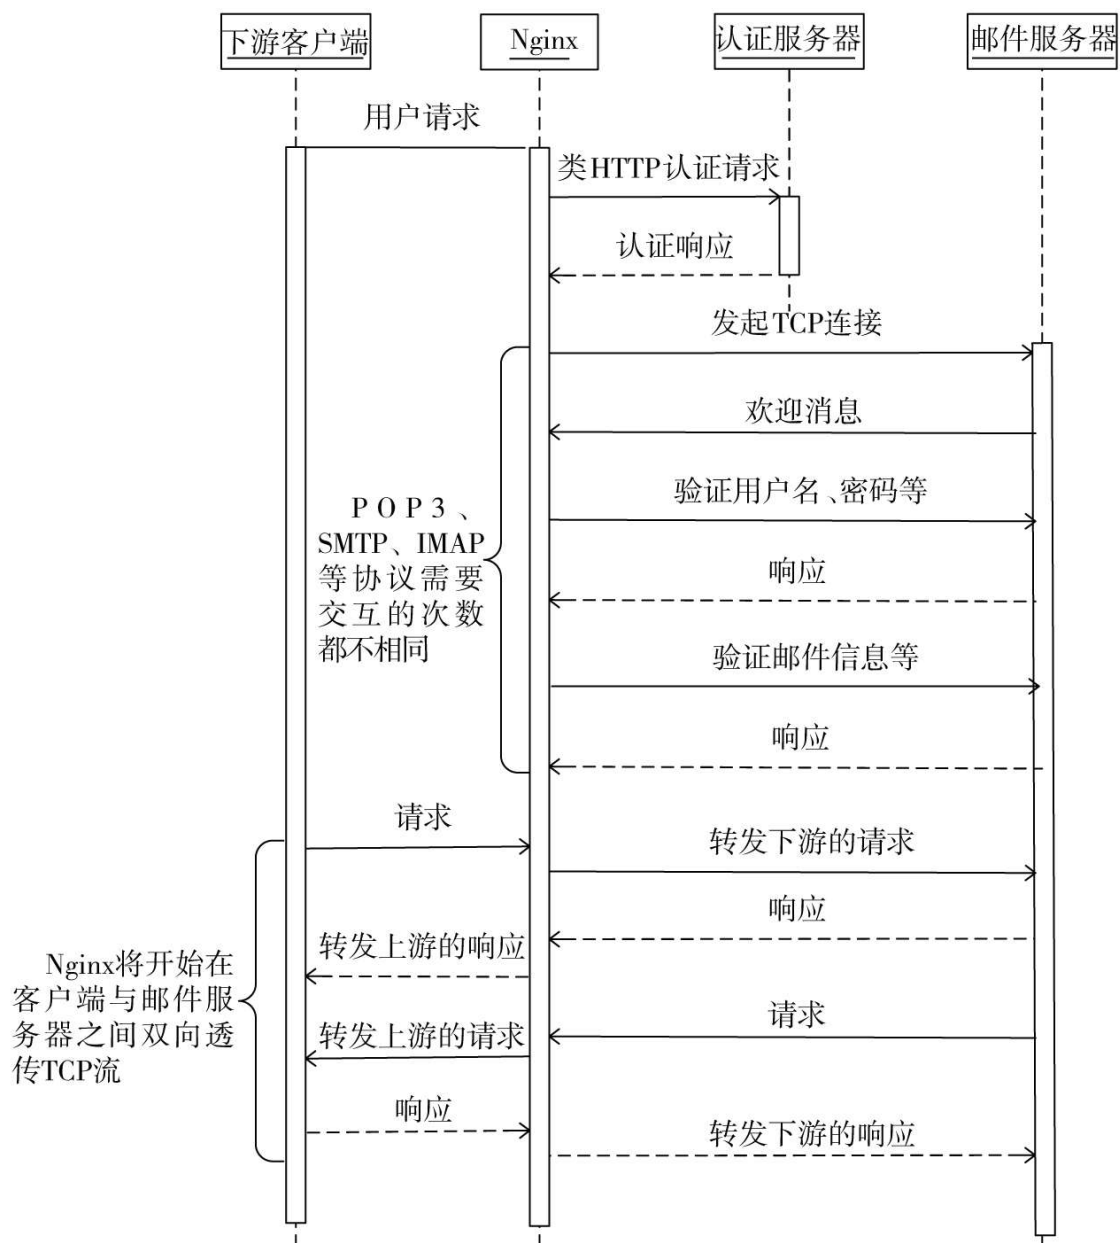 下游客户端
Nginx
认证服务器
邮件服务器
用户请求
类HTTP认证请求
认证响应
发起TCP连接
欢迎消息
验证用户名、密码等
POP3、
SMTP、IMAP
等协议需要
交互的次数
都不相同
响应
验证邮件信息等
响应
请求
转发下游的请求
响应
转发上游的响应
Nginx将开始在
客户端与邮件服
务器之间双向透
传TCP流
请求
转发上游的请求
响应
转发下游的响应